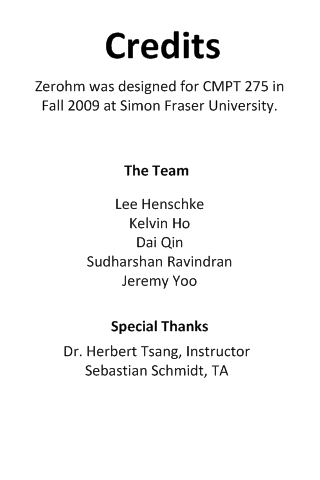 Credits
Zerohm was designed for CMPT 275 in
Fall 2009 at Simon Fraser University.
The Team
Lee Henschke
Kelvin Ho
Dai Qin
Sudharshan Ravindran
Jeremy Yoo
Special Thanks
Dr. Herbert Tsang, Instructor
Sebastian Schmidt, TA